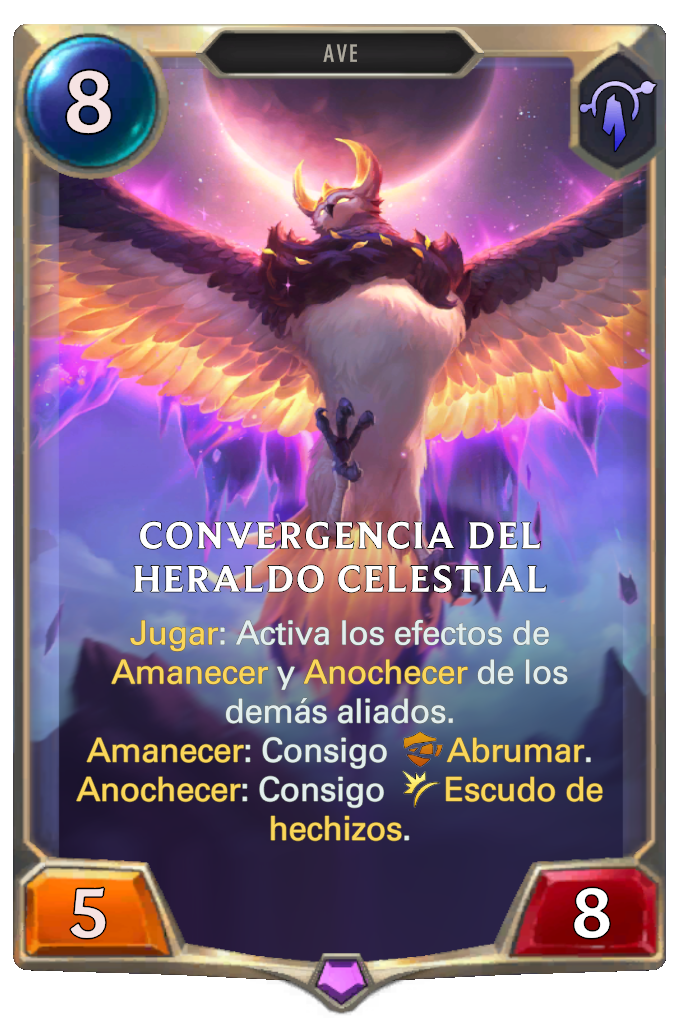 AVE
8
CONVERGENCIA DEL
HERALDO CELESTIAL
Jugar: Activa los efectos de
Amanecer y Anochecer de los
demás aliados.
Amanecer: Consigo Abrumar.
Anochecer: Consigo Escudo de
hechizos.
5
8